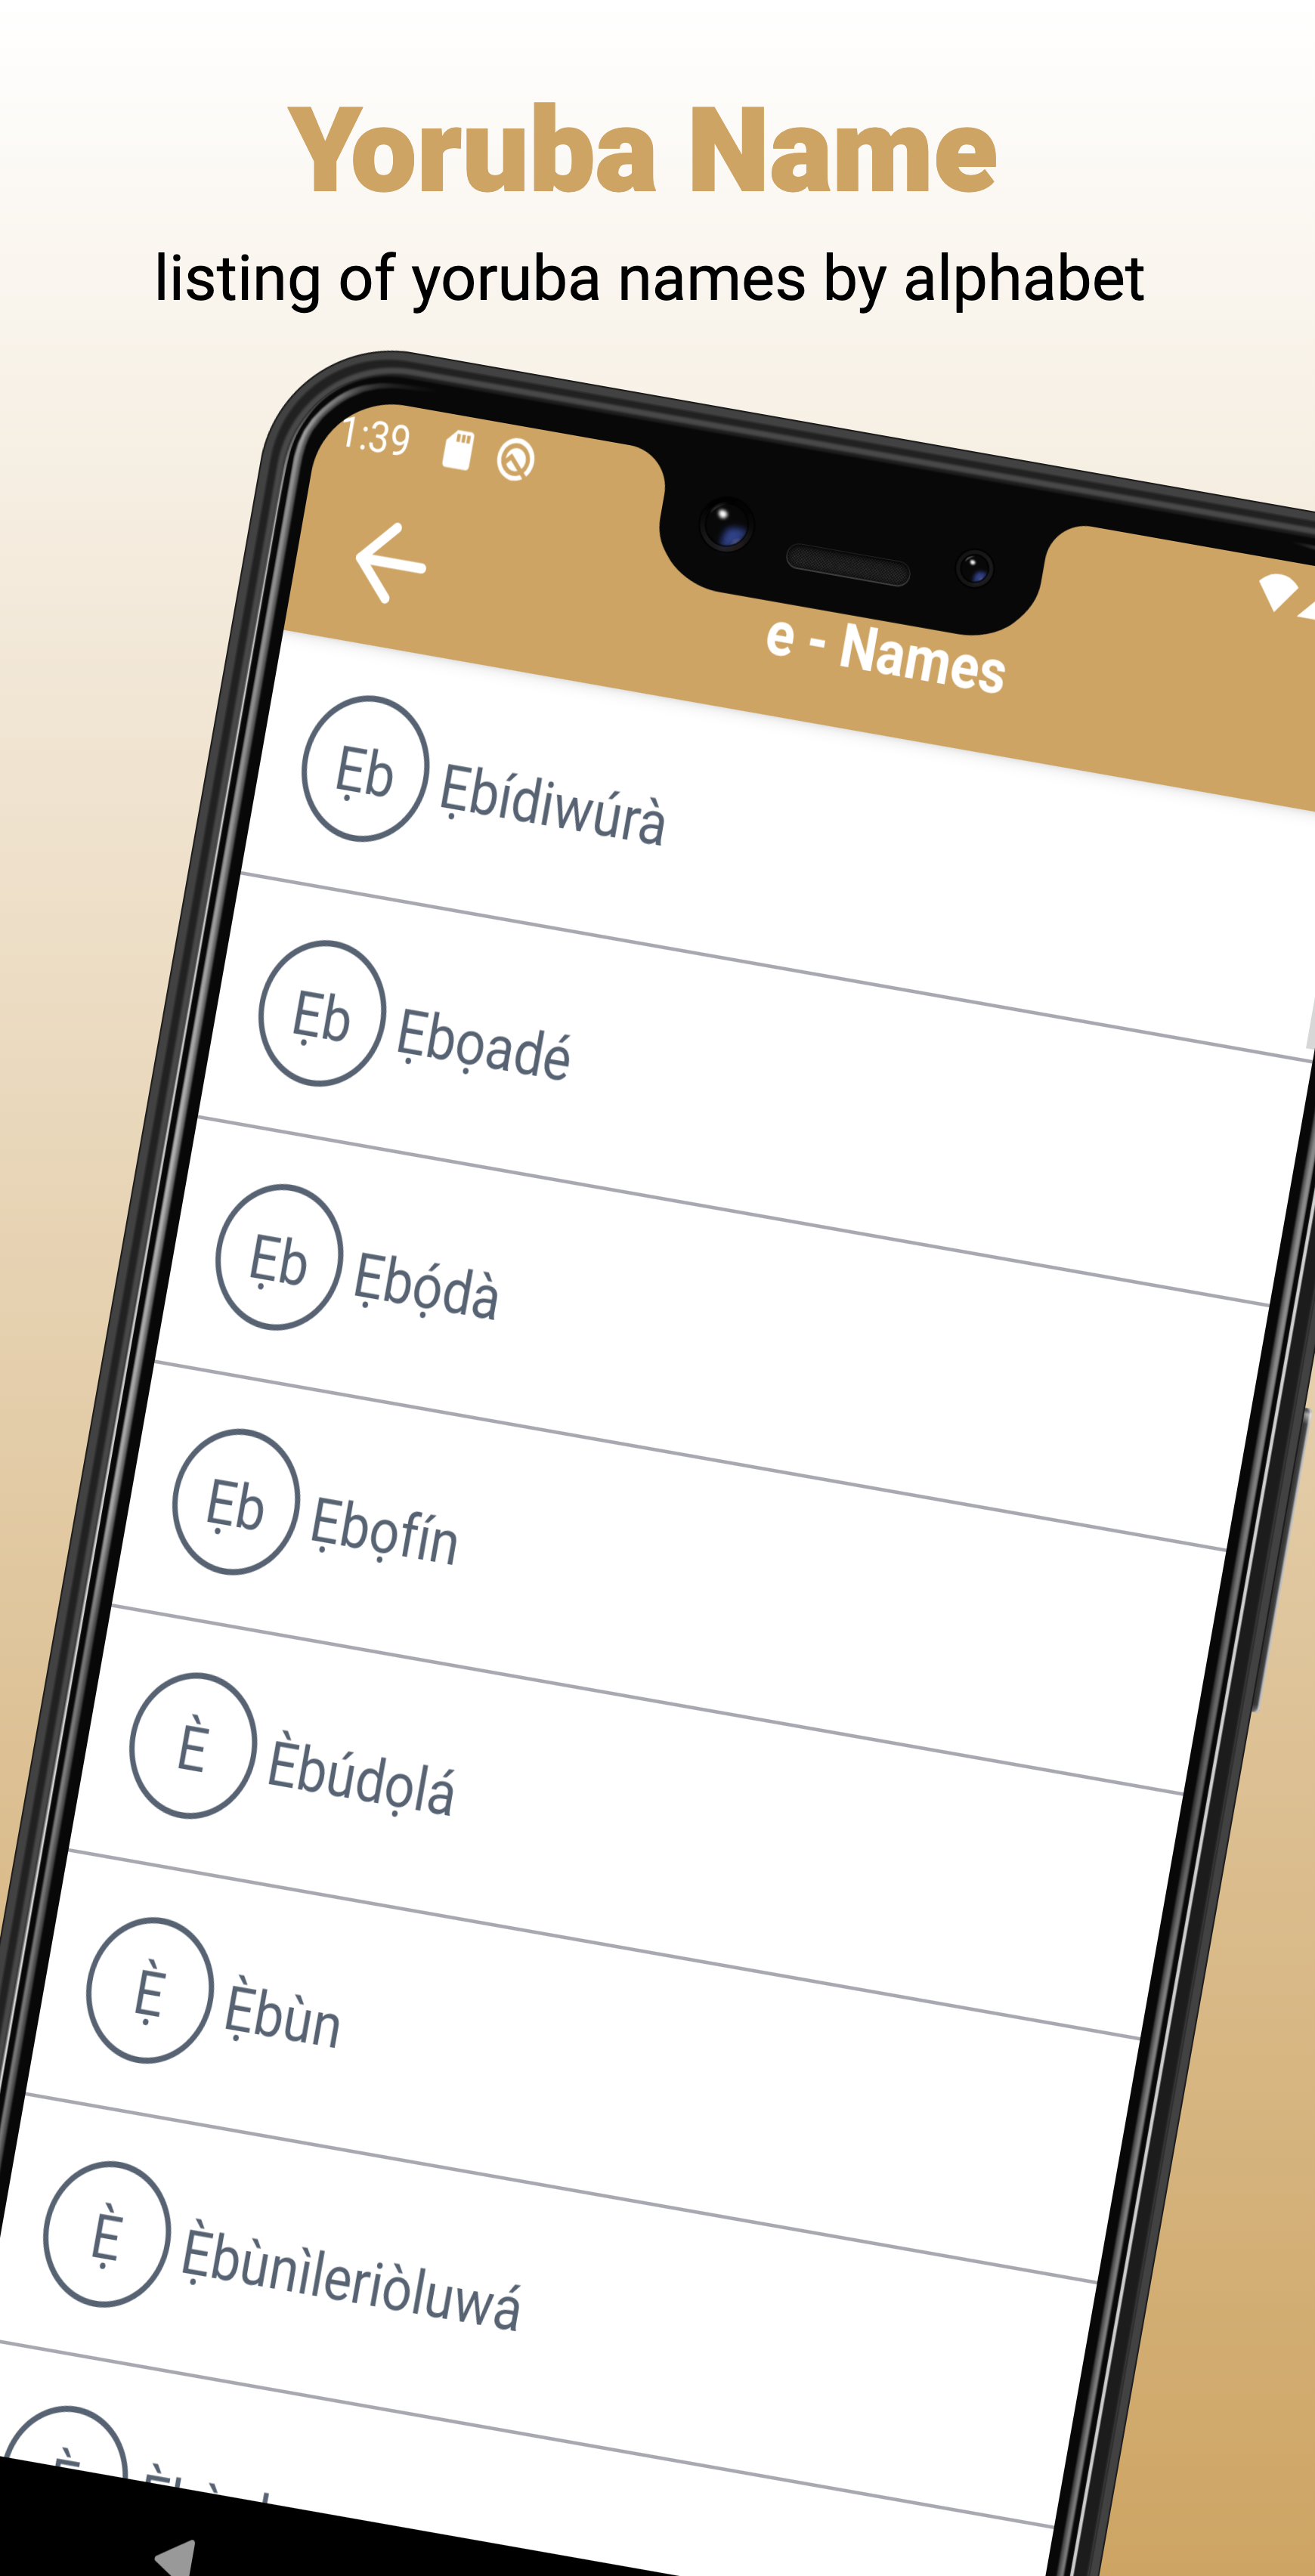 Yoruba Name
listing of yoruba names by alphabet
1:39
e - Names
Ẹb Ẹbídiwúrà
Ẹb Ẹbọadé
Ẹb Ẹbọ́dà
Ẹb Ẹbọfín
È Èbúdọlá
Ẹ̀ Ẹ̀bùn
Ẹ̀ Ẹ̀bùnìleriòluwá